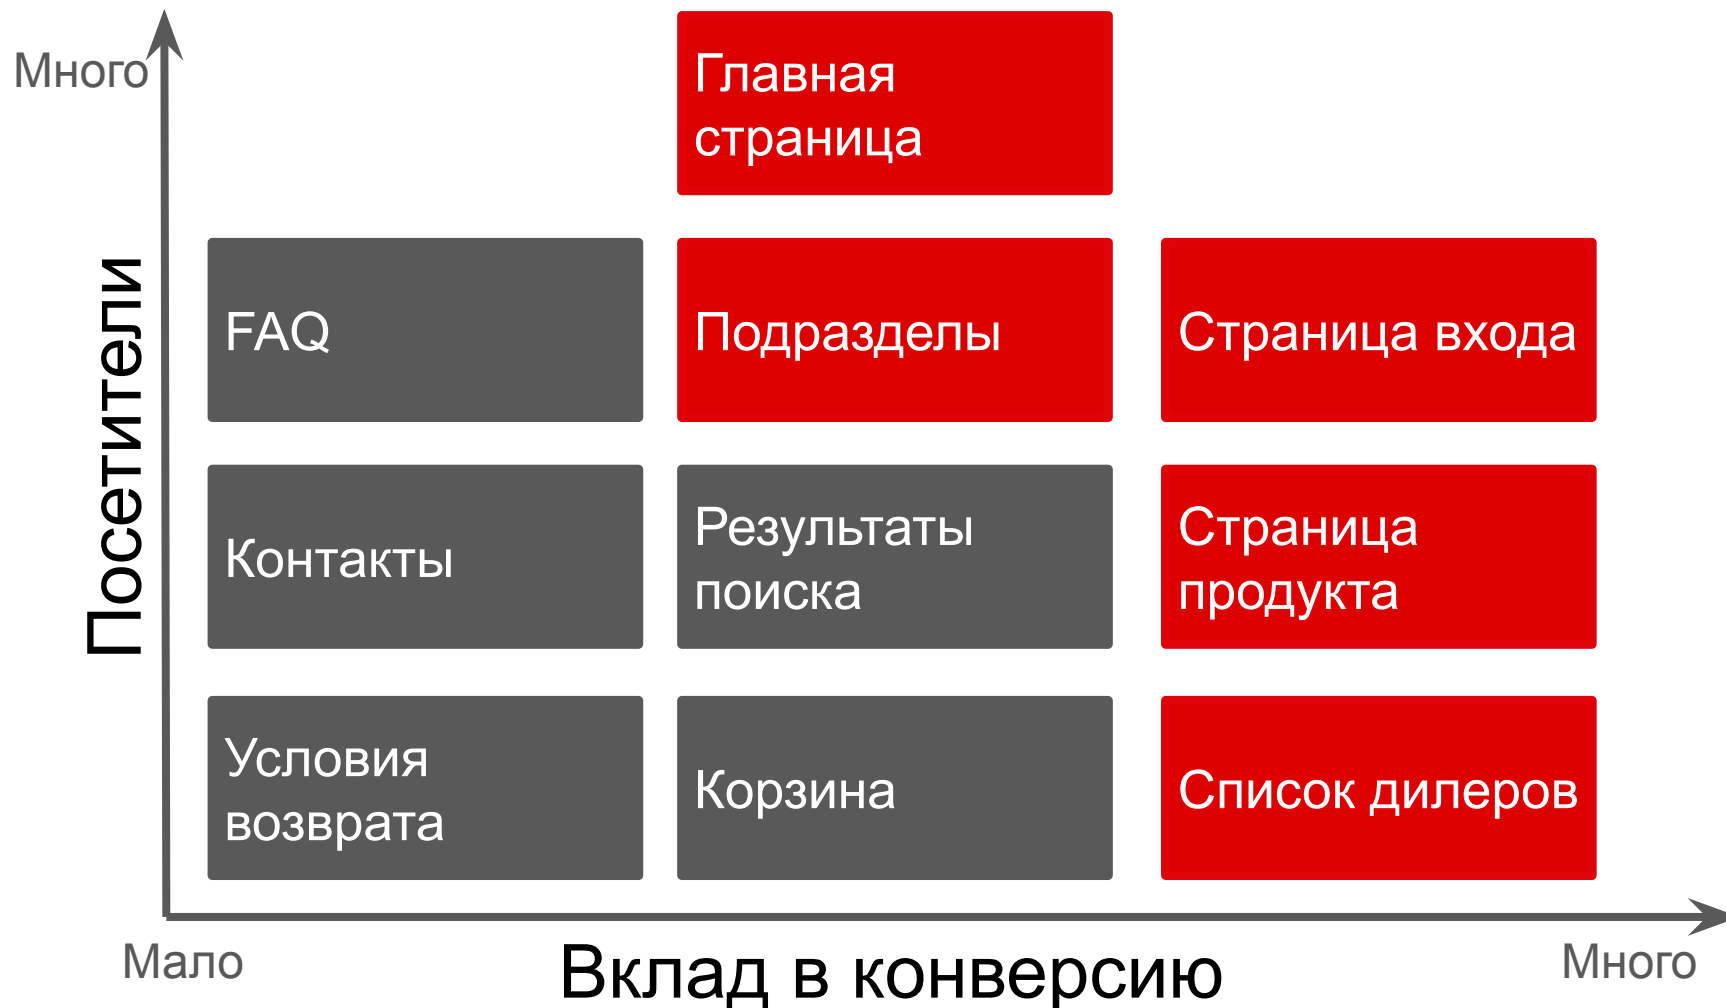 Много
Главная
страница
Посетители
FAQ
Подразделы
Страница входа
Контакты
Результаты
поиска
Страница
продукта
Условия
возврата
Корзина
Список дилеров
Мало
Вклад в конверсию
Много